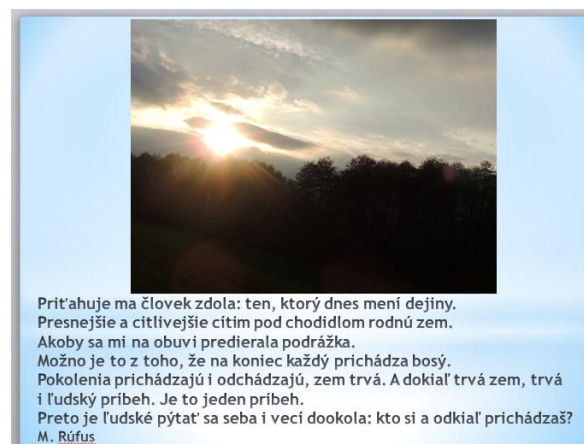 Priťahuje ma človek zdola: ten, ktorý dnes mení dejiny.
Presnejšie a citlivejšie cítim pod chodidlom rodnú zem.
Akoby sa mi na obuvi predierala podrážka.
Možno je to z toho, že na koniec každý prichádza bosý.
Pokolenia prichádzajú i odchádzajú, zem trvá. A dokiaľ trvá zem, trvá
i ľudský príbeh. Je to jeden príbeh.
Preto je ľudské pýtať sa seba i vecí dookola: kto si a odkiaľ prichádzaš?
M. Rúfus